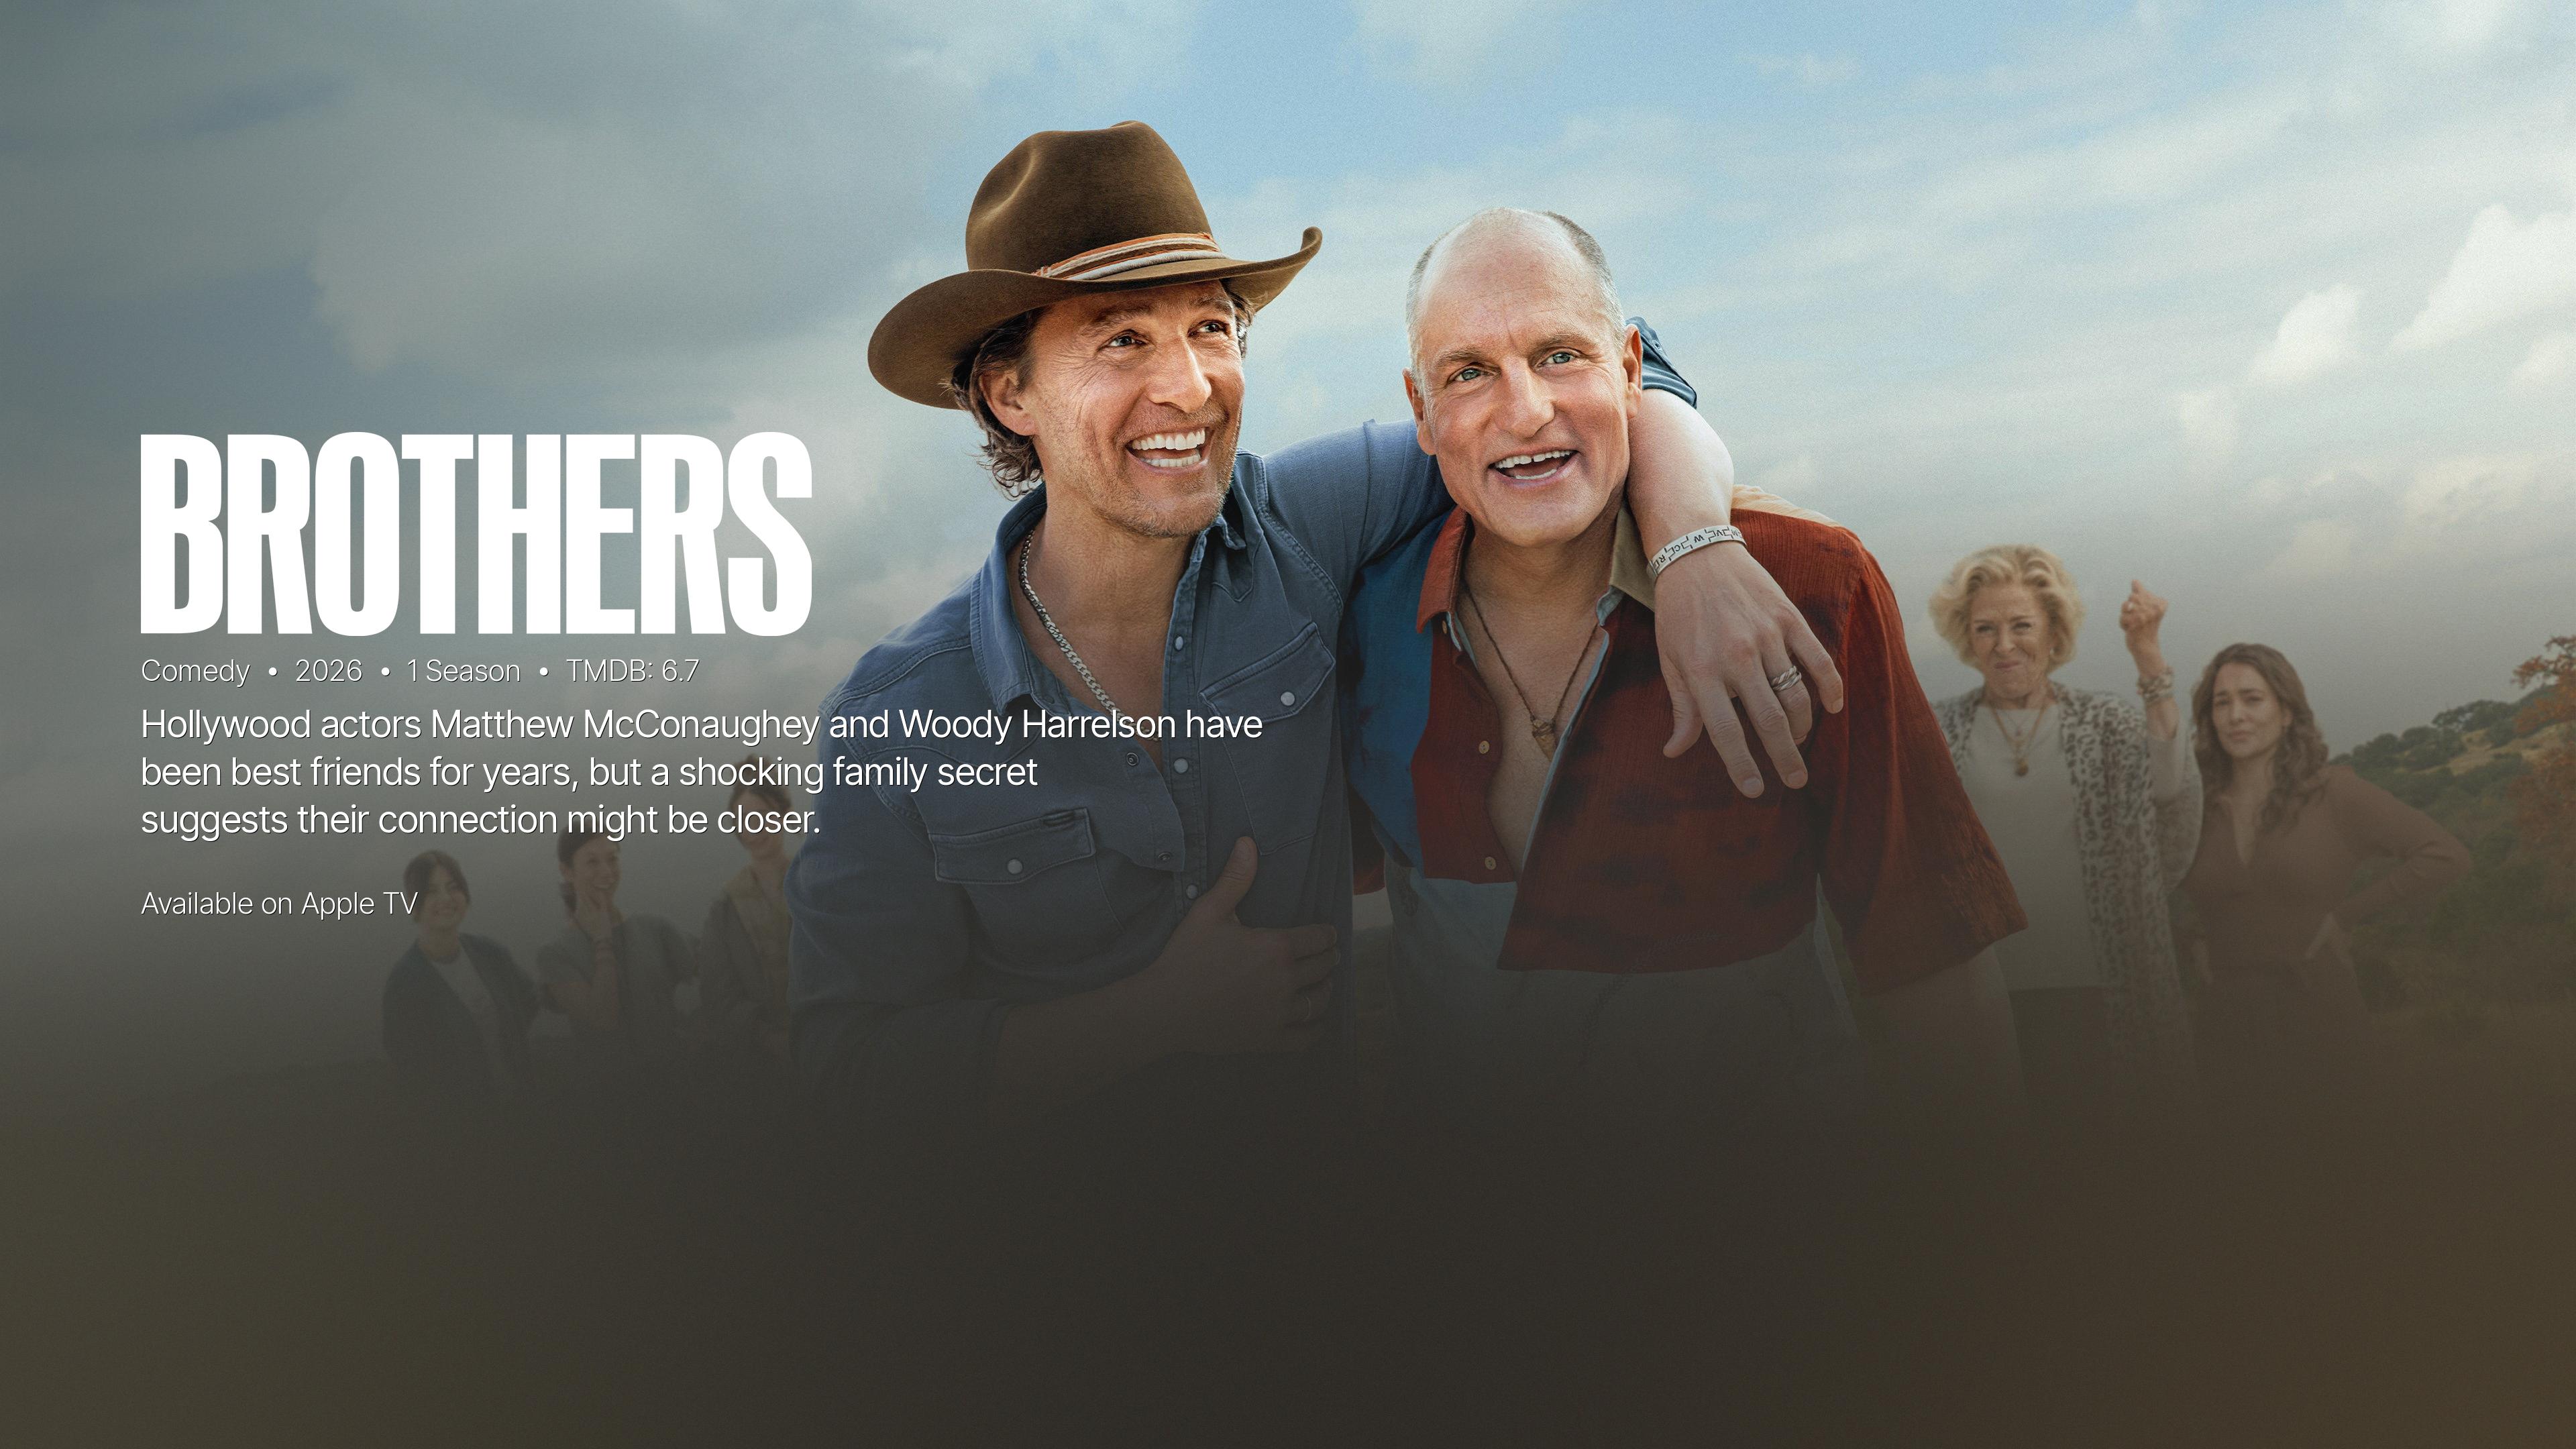 BROTHERS
Comedy • 2026 • 1 Season • TMDB: 6.7
Hollywood actors Matthew McConaughey and Woody Harrelson have
been best friends for years, but a shocking family secret
suggests their connection might be closer.
Available on Apple TV